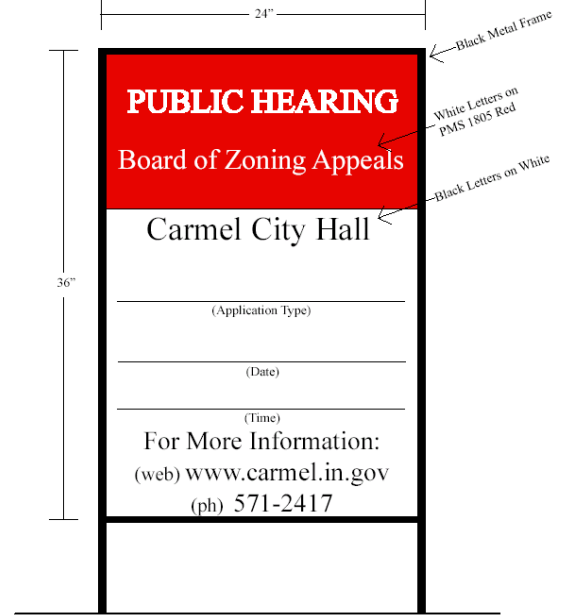 24”
Black Metal Frame
PUBLIC HEARING
White Letters on
PMS 1805 Red
Board of Zoning Appeals
Black Letters on White
Carmel City Hall
36”
(Application Type)
(Date)
(Time)
For More Information:
(web) www.carmel.in.gov
(ph) 571-2417